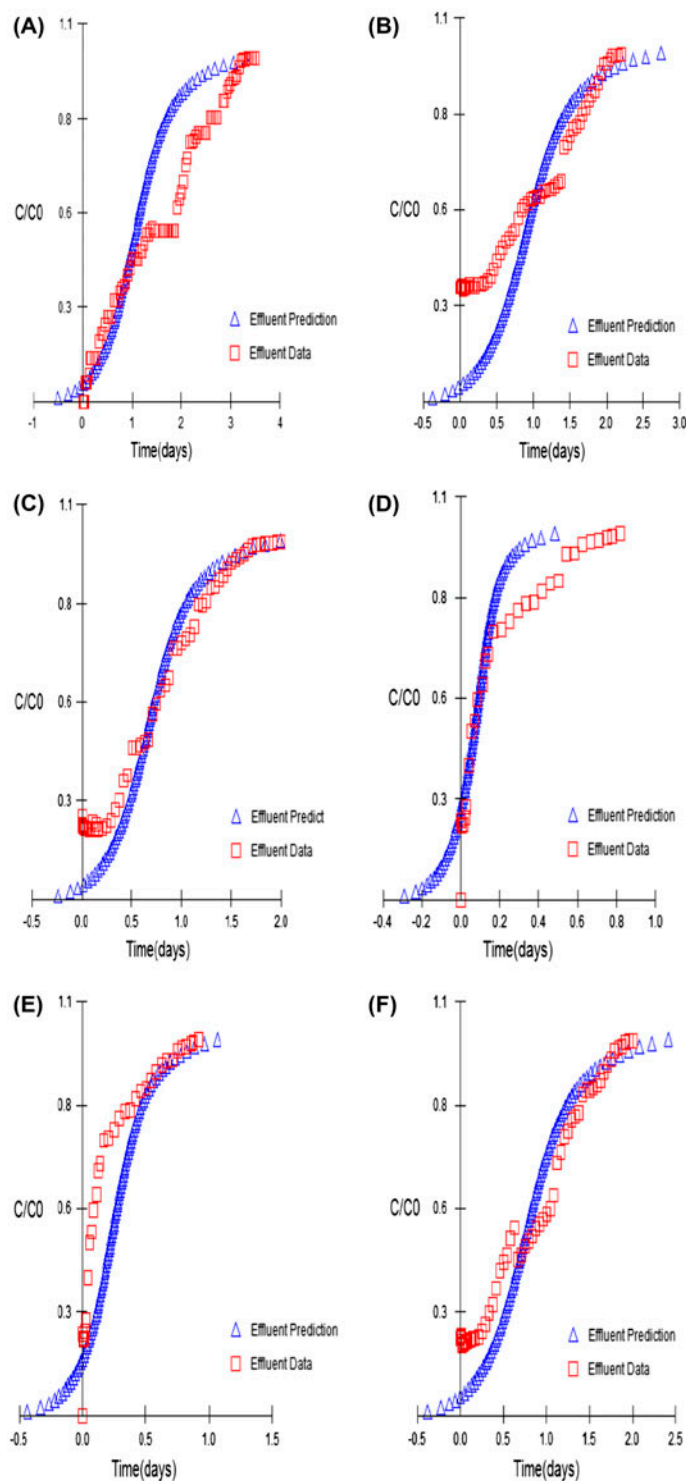 (A)
1.1
0.8
C/C0
0.6
0.3
Effluent Prediction
Effluent Data
-1 0 1 2 3 4
Time(days)
(B)
1.1
0.8
C/C0
0.6
0.3
Effluent Prediction
Effluent Data
-0.5 0.0 0.5 1.0 1.5 2.0 2.5 3.0
Time(days)
(C)
1.1
0.8
C/C0
0.6
0.3
Effluent Predict
Effluent Data
-0.5 0.0 0.5 1.0 1.5 2.0
Time(days)
(D)
1.1
0.8
C/C0
0.6
0.3
Effluent Prediction
Effluent Data
-0.4 -0.2 0.0 0.2 0.4 0.6 0.8 1.0
Time(days)
(E)
1.1
0.8
C/C0
0.6
0.3
Effluent Prediction
Effluent Data
-0.5 0.0 0.5 1.0 1.5
Time(days)
(F)
1.1
0.8
C/C0
0.6
0.3
Effluent Prediction
Effluent Data
-0.5 0.0 0.5 1.0 1.5 2.0 2.5
Time(days)